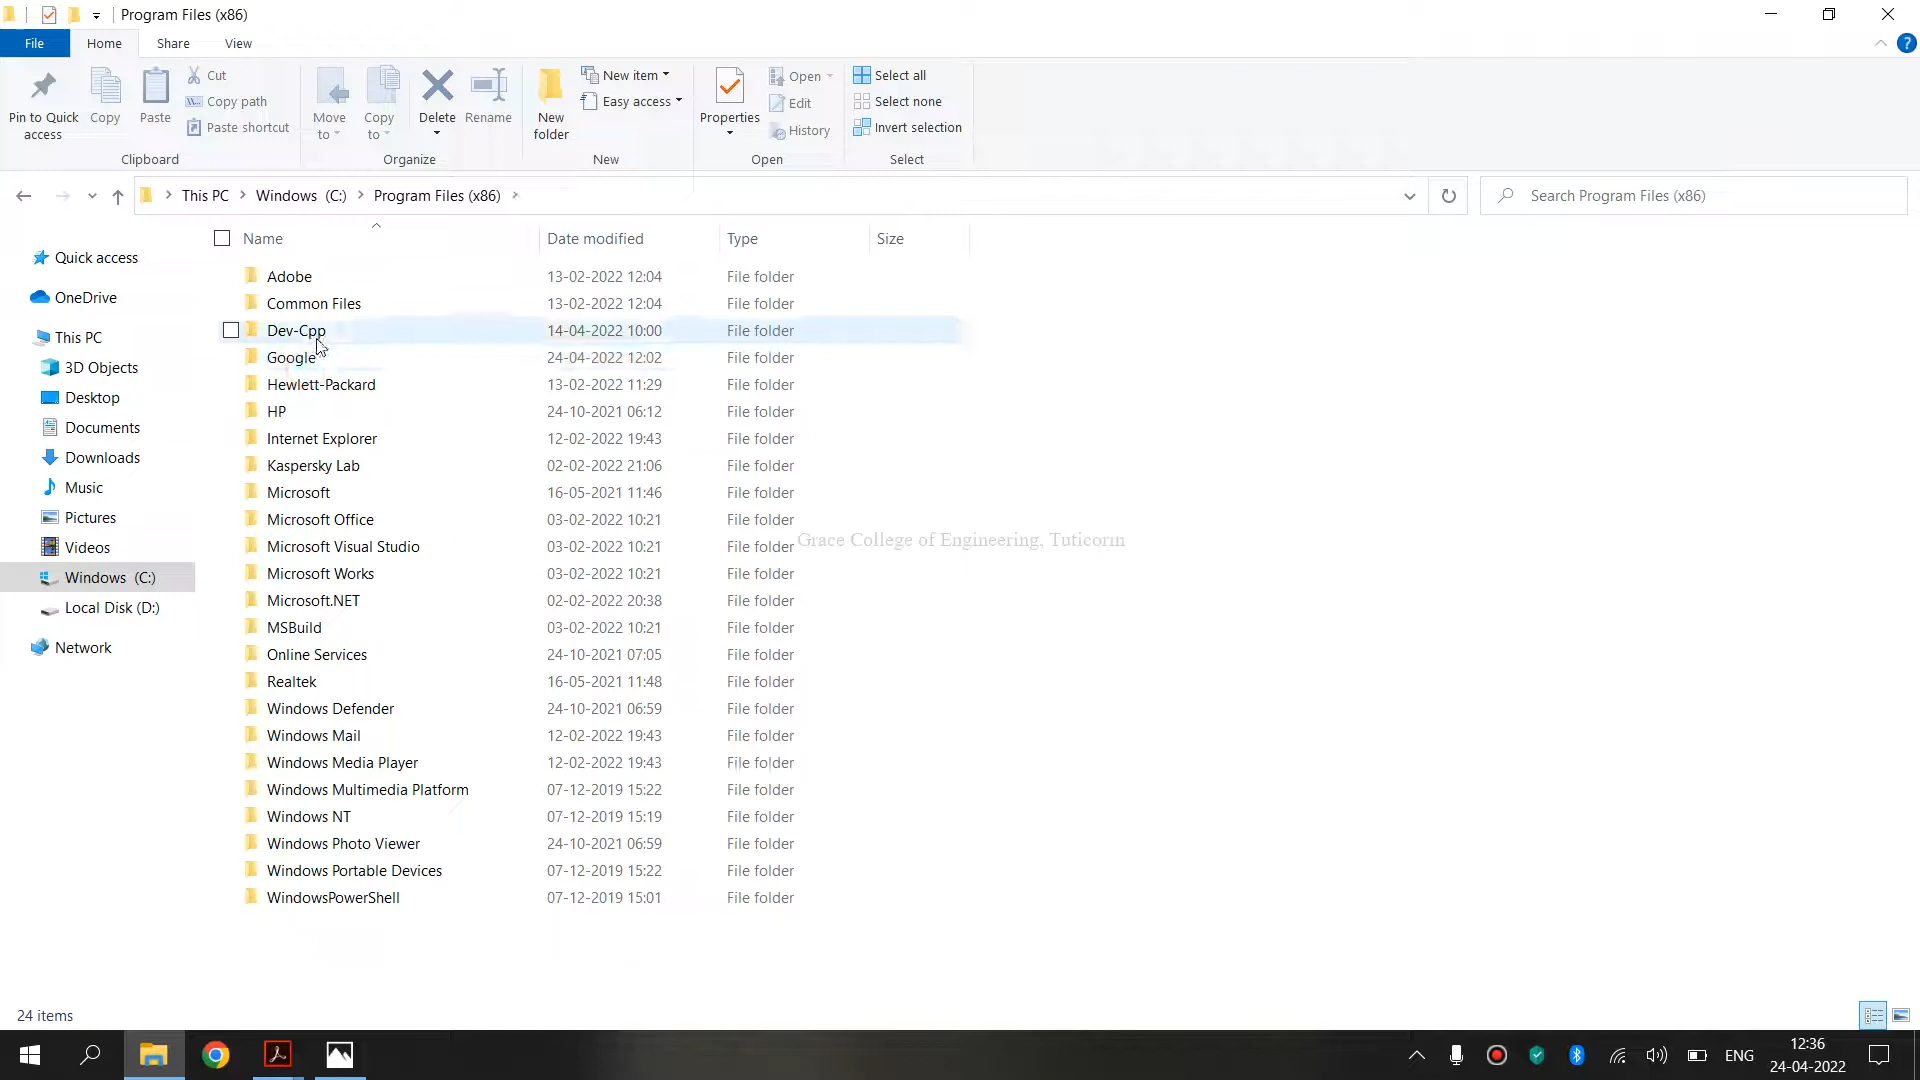 Program Files (x86)
File
Home
Share
View
Pin to Quick access
Copy
Paste
Cut
Copy path
Paste shortcut
Clipboard
Move to
Copy to
Delete
Rename
Organize
New folder
New item
Easy access
New
Properties
Open
Edit
History
Open
Select all
Select none
Invert selection
Select
This PC
Windows (C:)
Program Files (x86)
Search Program Files (x86)
Quick access
OneDrive
This PC
3D Objects
Desktop
Documents
Downloads
Music
Pictures
Videos
Windows (C:)
Local Disk (D:)
Network
Name Date modified Type Size
Adobe 13-02-2022 12:04 File folder
Common Files 13-02-2022 12:04 File folder
Dev-Cpp 14-04-2022 10:00 File folder
Google 24-04-2022 12:02 File folder
Hewlett-Packard 13-02-2022 11:29 File folder
HP 24-10-2021 06:12 File folder
Internet Explorer 12-02-2022 19:43 File folder
Kaspersky Lab 02-02-2022 21:06 File folder
Microsoft 16-05-2021 11:46 File folder
Microsoft Office 03-02-2022 10:21 File folder
Microsoft Visual Studio 03-02-2022 10:21 File folder
Microsoft Works 03-02-2022 10:21 File folder
Microsoft.NET 02-02-2022 20:38 File folder
MSBuild 03-02-2022 10:21 File folder
Online Services 24-10-2021 07:05 File folder
Realtek 16-05-2021 11:48 File folder
Windows Defender 24-10-2021 06:59 File folder
Windows Mail 12-02-2022 19:43 File folder
Windows Media Player 12-02-2022 19:43 File folder
Windows Multimedia Platform 07-12-2019 15:22 File folder
Windows NT 07-12-2019 15:19 File folder
Windows Photo Viewer 24-10-2021 06:59 File folder
Windows Portable Devices 07-12-2019 15:22 File folder
WindowsPowerShell 07-12-2019 15:01 File folder
Grace College of Engineering, Tuticorin
24 items
ENG
12:36
24-04-2022